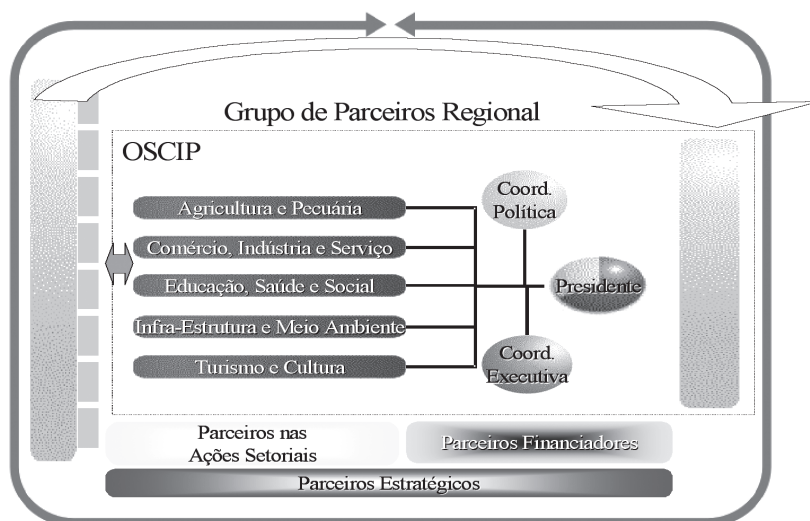 Grupo de Parceiros Regional
OSCIP
Agricultura e Pecuária
Comércio, Indústria e Serviço
Educação, Saúde e Social
Infra-Estrutura e Meio Ambiente
Turismo e Cultura
Coord.
Política
Presidente
Coord.
Executiva
Parceiros nas
Ações Setoriais
Parceiros Financiadores
Parceiros Estratégicos